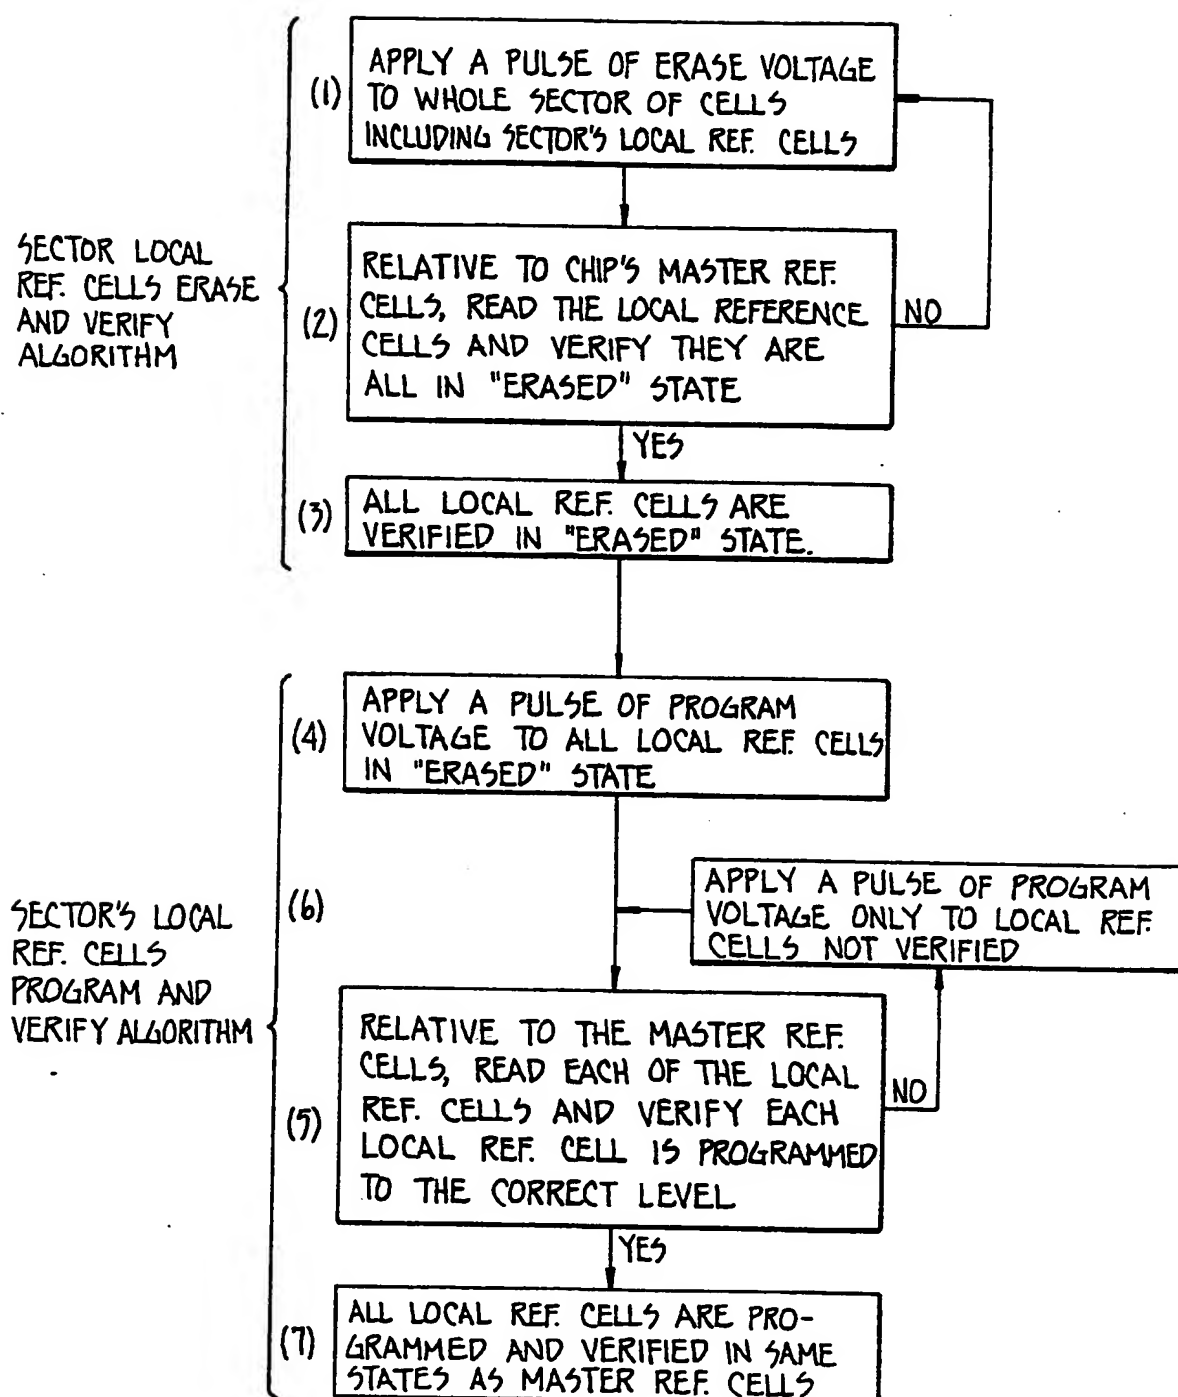 (1)
APPLY A PULSE OF ERASE VOLTAGE
TO WHOLE SECTOR OF CELLS
INCLUDING SECTOR'S LOCAL REF. CELLS
SECTOR LOCAL
REF. CELLS ERASE
AND VERIFY
ALGORITHM
(2)
RELATIVE TO CHIP'S MASTER REF.
CELLS, READ THE LOCAL REFERENCE
CELLS AND VERIFY THEY ARE
ALL IN "ERASED" STATE
NO
YES
(3)
ALL LOCAL REF. CELLS ARE
VERIFIED IN "ERASED" STATE.
(4)
APPLY A PULSE OF PROGRAM
VOLTAGE TO ALL LOCAL REF. CELLS
IN "ERASED" STATE
(6)
APPLY A PULSE OF PROGRAM
VOLTAGE ONLY TO LOCAL REF.
CELLS NOT VERIFIED
SECTOR'S LOCAL
REF. CELLS
PROGRAM AND
VERIFY ALGORITHM
(5)
RELATIVE TO THE MASTER REF.
CELLS, READ EACH OF THE LOCAL
REF. CELLS AND VERIFY EACH
LOCAL REF. CELL IS PROGRAMMED
TO THE CORRECT LEVEL
NO
YES
(7)
ALL LOCAL REF. CELLS ARE PRO-
GRAMMED AND VERIFIED IN SAME
STATES AS MASTER REF. CELLS